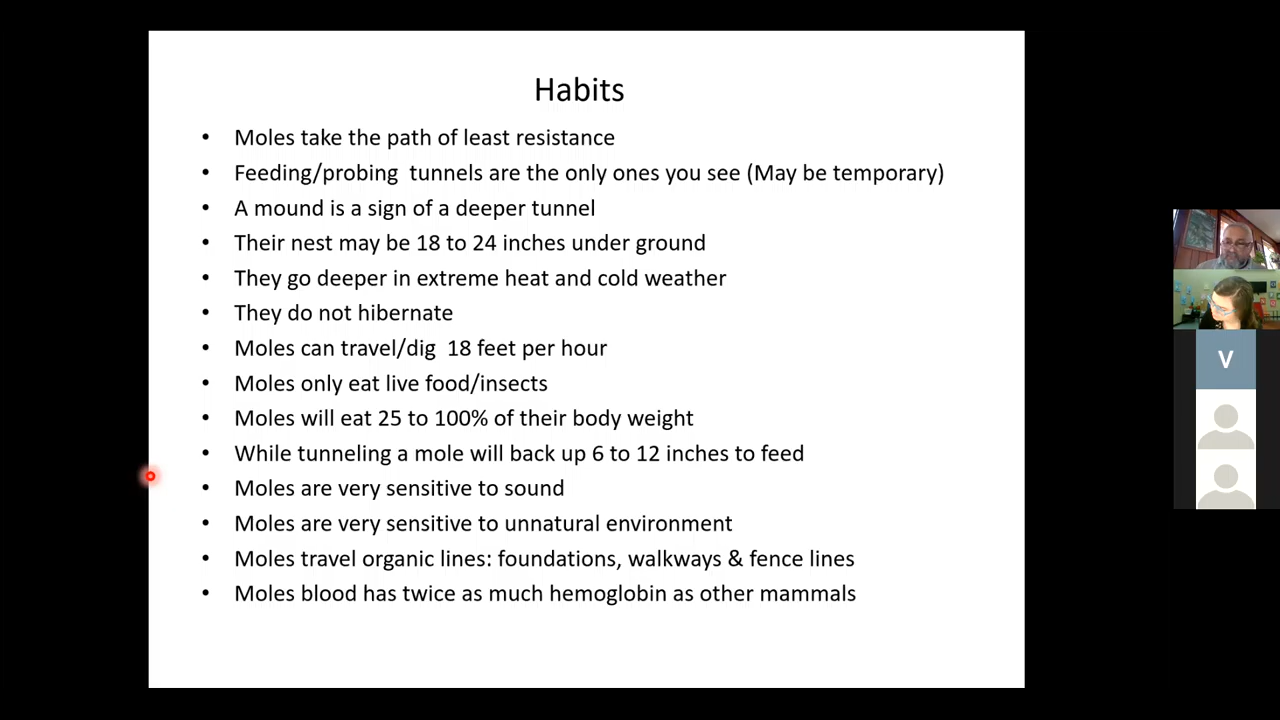 Habits
• Moles take the path of least resistance
• Feeding/probing  tunnels are the only ones you see (May be temporary)
• A mound is a sign of a deeper tunnel
• Their nest may be 18 to 24 inches under ground
• They go deeper in extreme heat and cold weather
• They do not hibernate
• Moles can travel/dig  18 feet per hour
• Moles only eat live food/insects
• Moles will eat 25 to 100% of their body weight
• While tunneling a mole will back up 6 to 12 inches to feed
• Moles are very sensitive to sound
• Moles are very sensitive to unnatural environment
• Moles travel organic lines: foundations, walkways & fence lines
• Moles blood has twice as much hemoglobin as other mammals
V